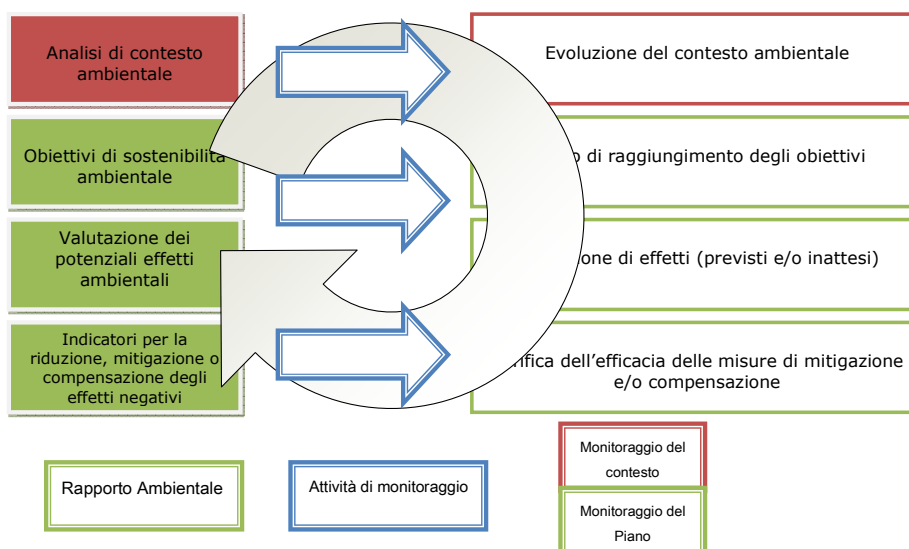 Analisi di contesto
ambientale
Evoluzione del contesto ambientale
Obiettivi di sostenibilità
ambientale
di raggiungimento degli obiettivi
Valutazione dei
potenziali effetti
ambientali
one di effetti (previsti e/o inattesi)
Indicatori per la
riduzione, mitigazione o
compensazione degli
effetti negativi
ifica dell’efficacia delle misure di mitigazione
e/o compensazione
Rapporto Ambientale
Attività di monitoraggio
Monitoraggio del
contesto
Monitoraggio del
Piano